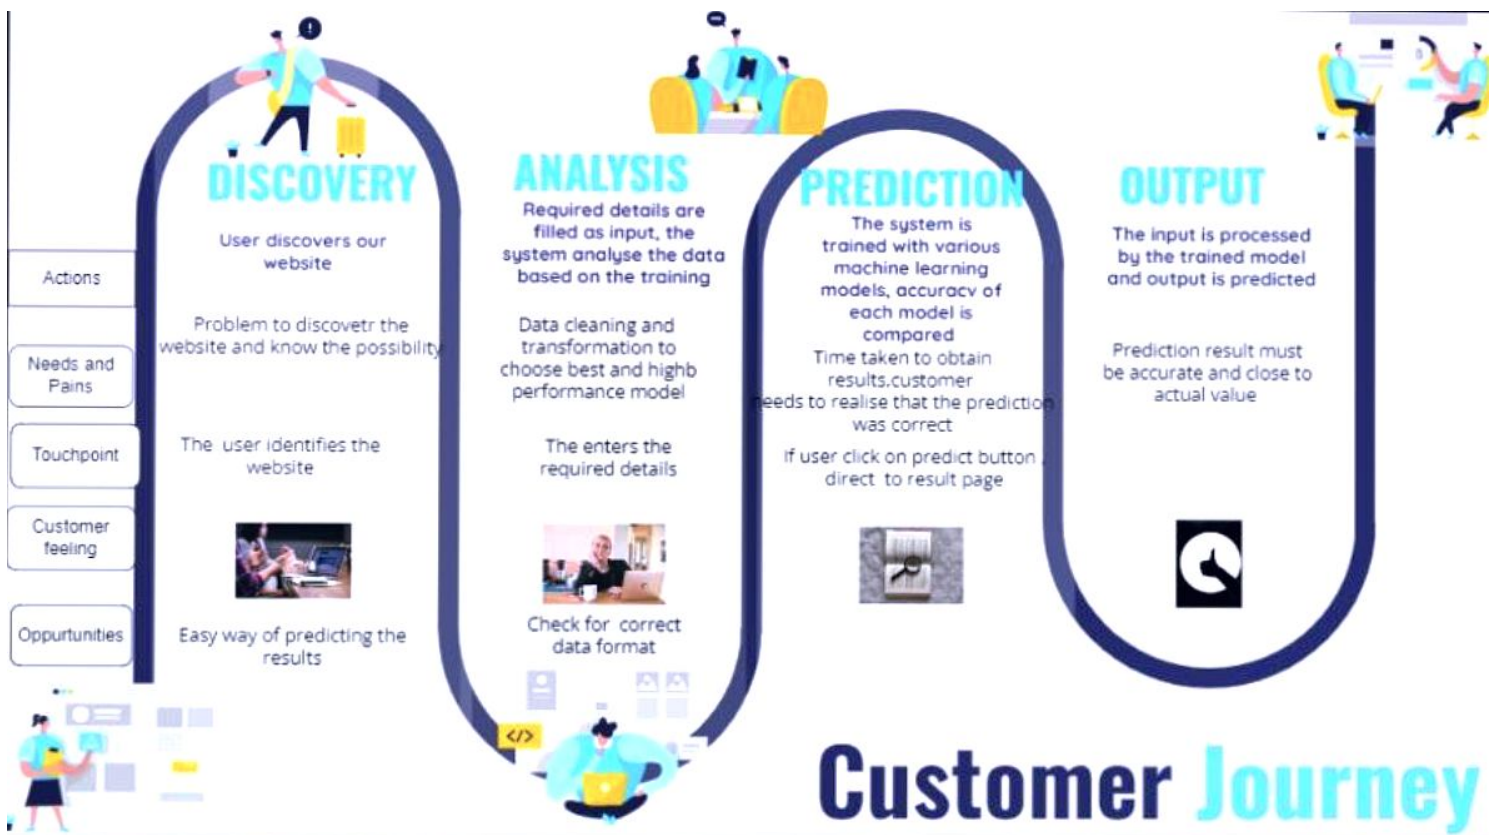 DISCOVERY
User discovers our
website
Problem to discovetr the
website and know the possibility
The user identifies the
website
Easy way of predicting the
results
ANALYSIS
Required details are
filled as input, the
system analyse the data
based on the training
Data cleaning and
transformation to
choose best and highb
performance model
The enters the
required details
Check for correct
data format
</>
PREDICTION
The system is
trained with various
machine learning
models, accuracy of
each model is
compared
Time taken to obtain
results.customer
needs to realise that the prediction
was correct
If user click on predict button .
direct to result page
OUTPUT
The input is processed
by the trained model
and output is predicted
Prediction result must
be accurate and close to
actual value
Actions
Needs and
Pains
Touchpoint
Customer
feeling
Oppurtunities
Customer Journey